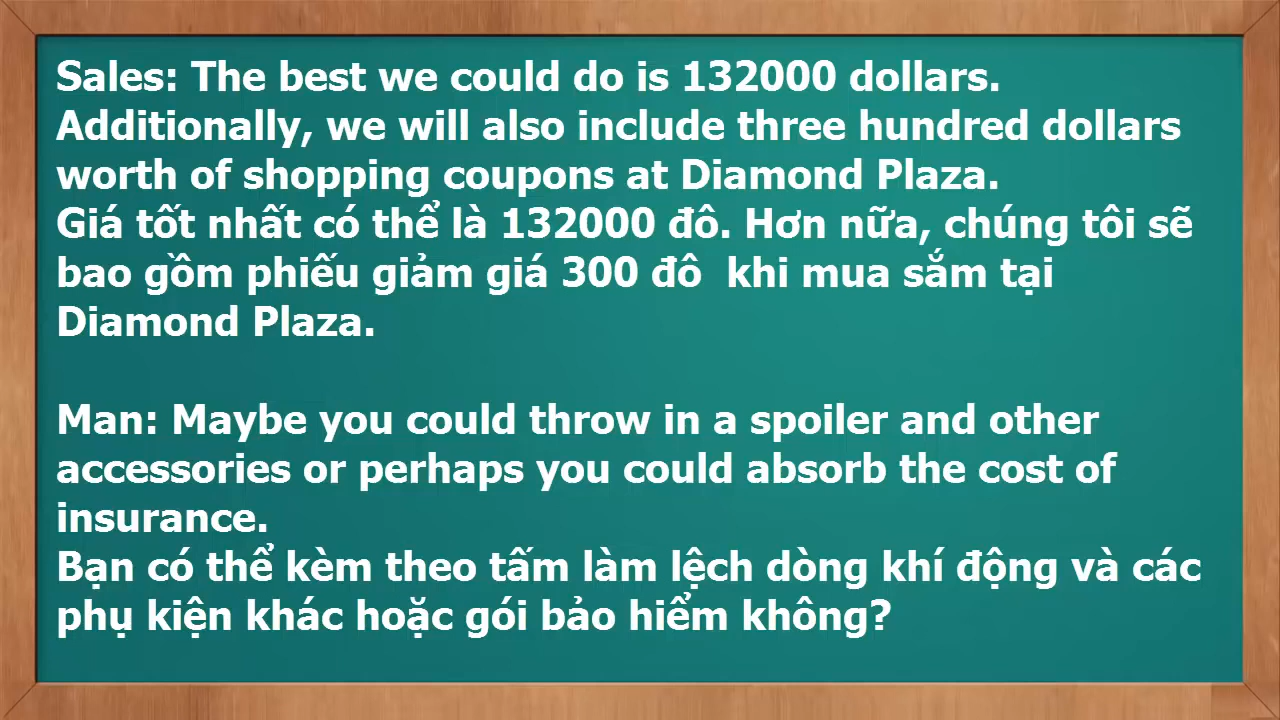 Sales: The best we could do is 132000 dollars.
Additionally, we will also include three hundred dollars
worth of shopping coupons at Diamond Plaza.
Giá tốt nhất có thể là 132000 đô. Hơn nữa, chúng tôi sẽ
bao gồm phiếu giảm giá 300 đô  khi mua sắm tại
Diamond Plaza.
Man: Maybe you could throw in a spoiler and other
accessories or perhaps you could absorb the cost of
insurance.
Bạn có thể kèm theo tấm làm lệch dòng khí động và các
phụ kiện khác hoặc gói bảo hiểm không?